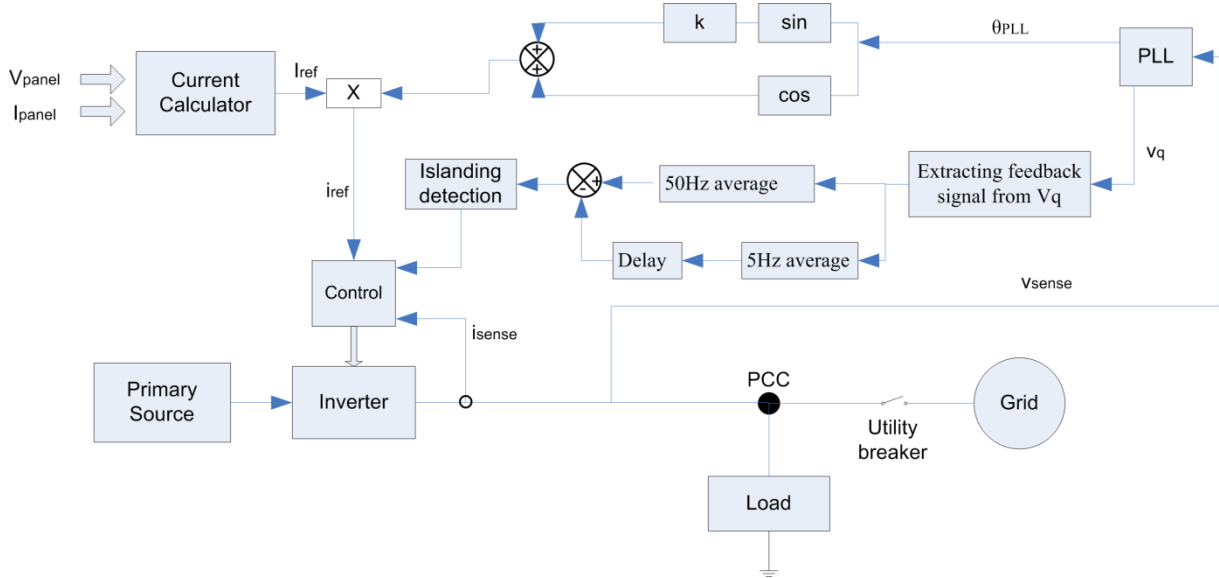 k
sin
θPLL
PLL
Vpanel
Ipanel
Current
Calculator
Iref
X
+
+
cos
vq
Islanding
detection
+
-
50Hz average
Extracting feedback
signal from Vq
iref
Delay
5Hz average
Control
vsense
isense
PCC
Primary
Source
Inverter
Grid
Utility
breaker
Load